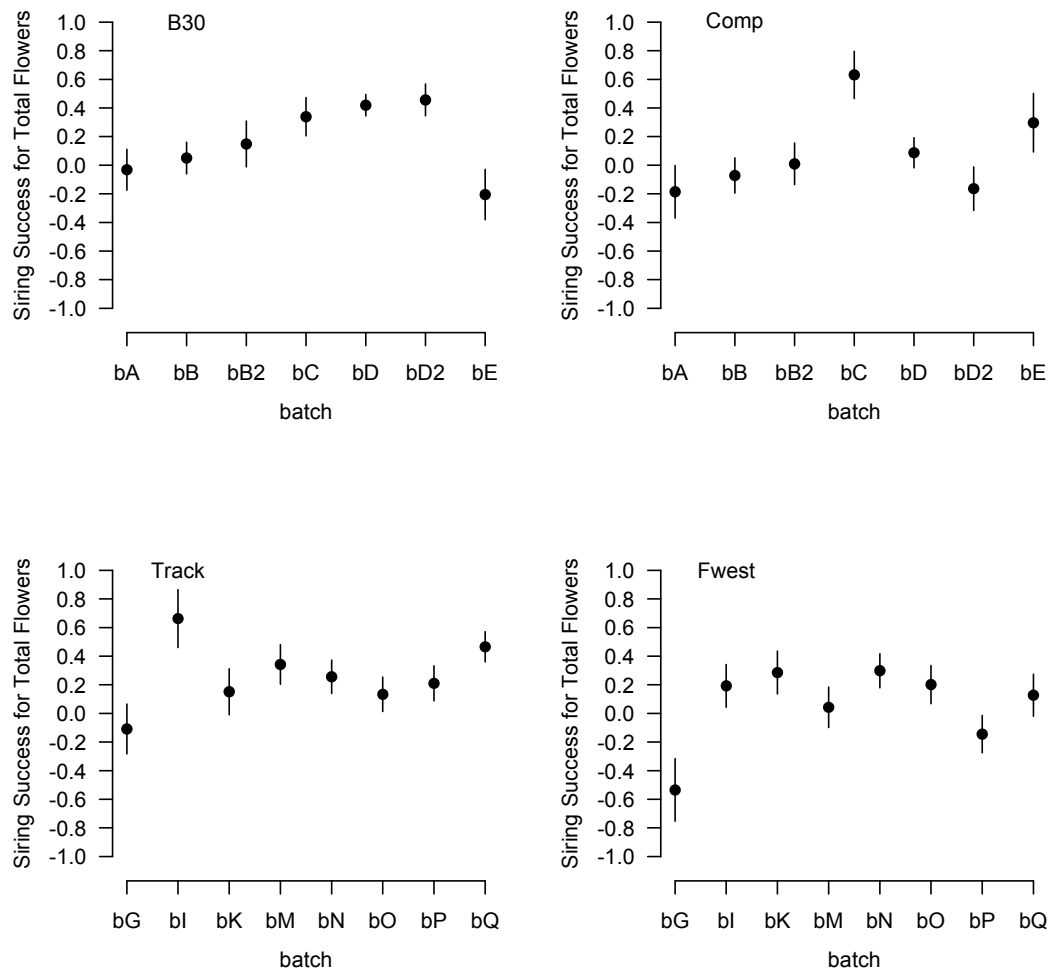 B30
Siring Success for Total Flowers
1.0
0.8
0.6
0.4
0.2
0.0
-0.2
-0.4
-0.6
-0.8
-1.0
bA bB bB2 bC bD bD2 bE
batch
Comp
Siring Success for Total Flowers
1.0
0.8
0.6
0.4
0.2
0.0
-0.2
-0.4
-0.6
-0.8
-1.0
bA bB bB2 bC bD bD2 bE
batch
Track
Siring Success for Total Flowers
1.0
0.8
0.6
0.4
0.2
0.0
-0.2
-0.4
-0.6
-0.8
-1.0
bG bI bK bM bN bO bP bQ
batch
Fwest
Siring Success for Total Flowers
1.0
0.8
0.6
0.4
0.2
0.0
-0.2
-0.4
-0.6
-0.8
-1.0
bG bI bK bM bN bO bP bQ
batch